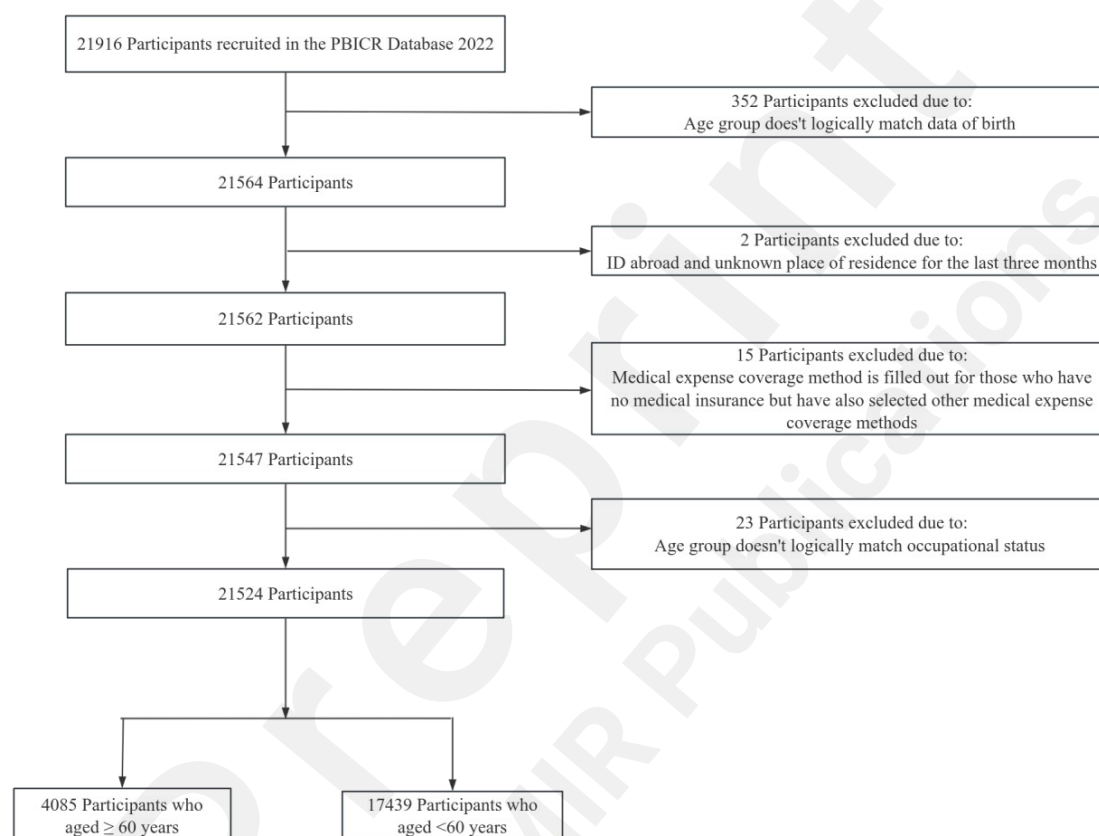 21916 Participants recruited in the PBICR Database 2022
352 Participants excluded due to:
Age group does't logically match data of birth
21564 Participants
2 Participants excluded due to:
ID abroad and unknown place of residence for the last three months
21562 Participants
15 Participants excluded due to:
Medical expense coverage method is filled out for those who have
no medical insurance but have also selected other medical expense
coverage methods
21547 Participants
23 Participants excluded due to:
Age group doesn't logically match occupational status
21524 Participants
4085 Participants who
aged ≥ 60 years
17439 Participants who
aged <60 years
Preprint
MIR Publications